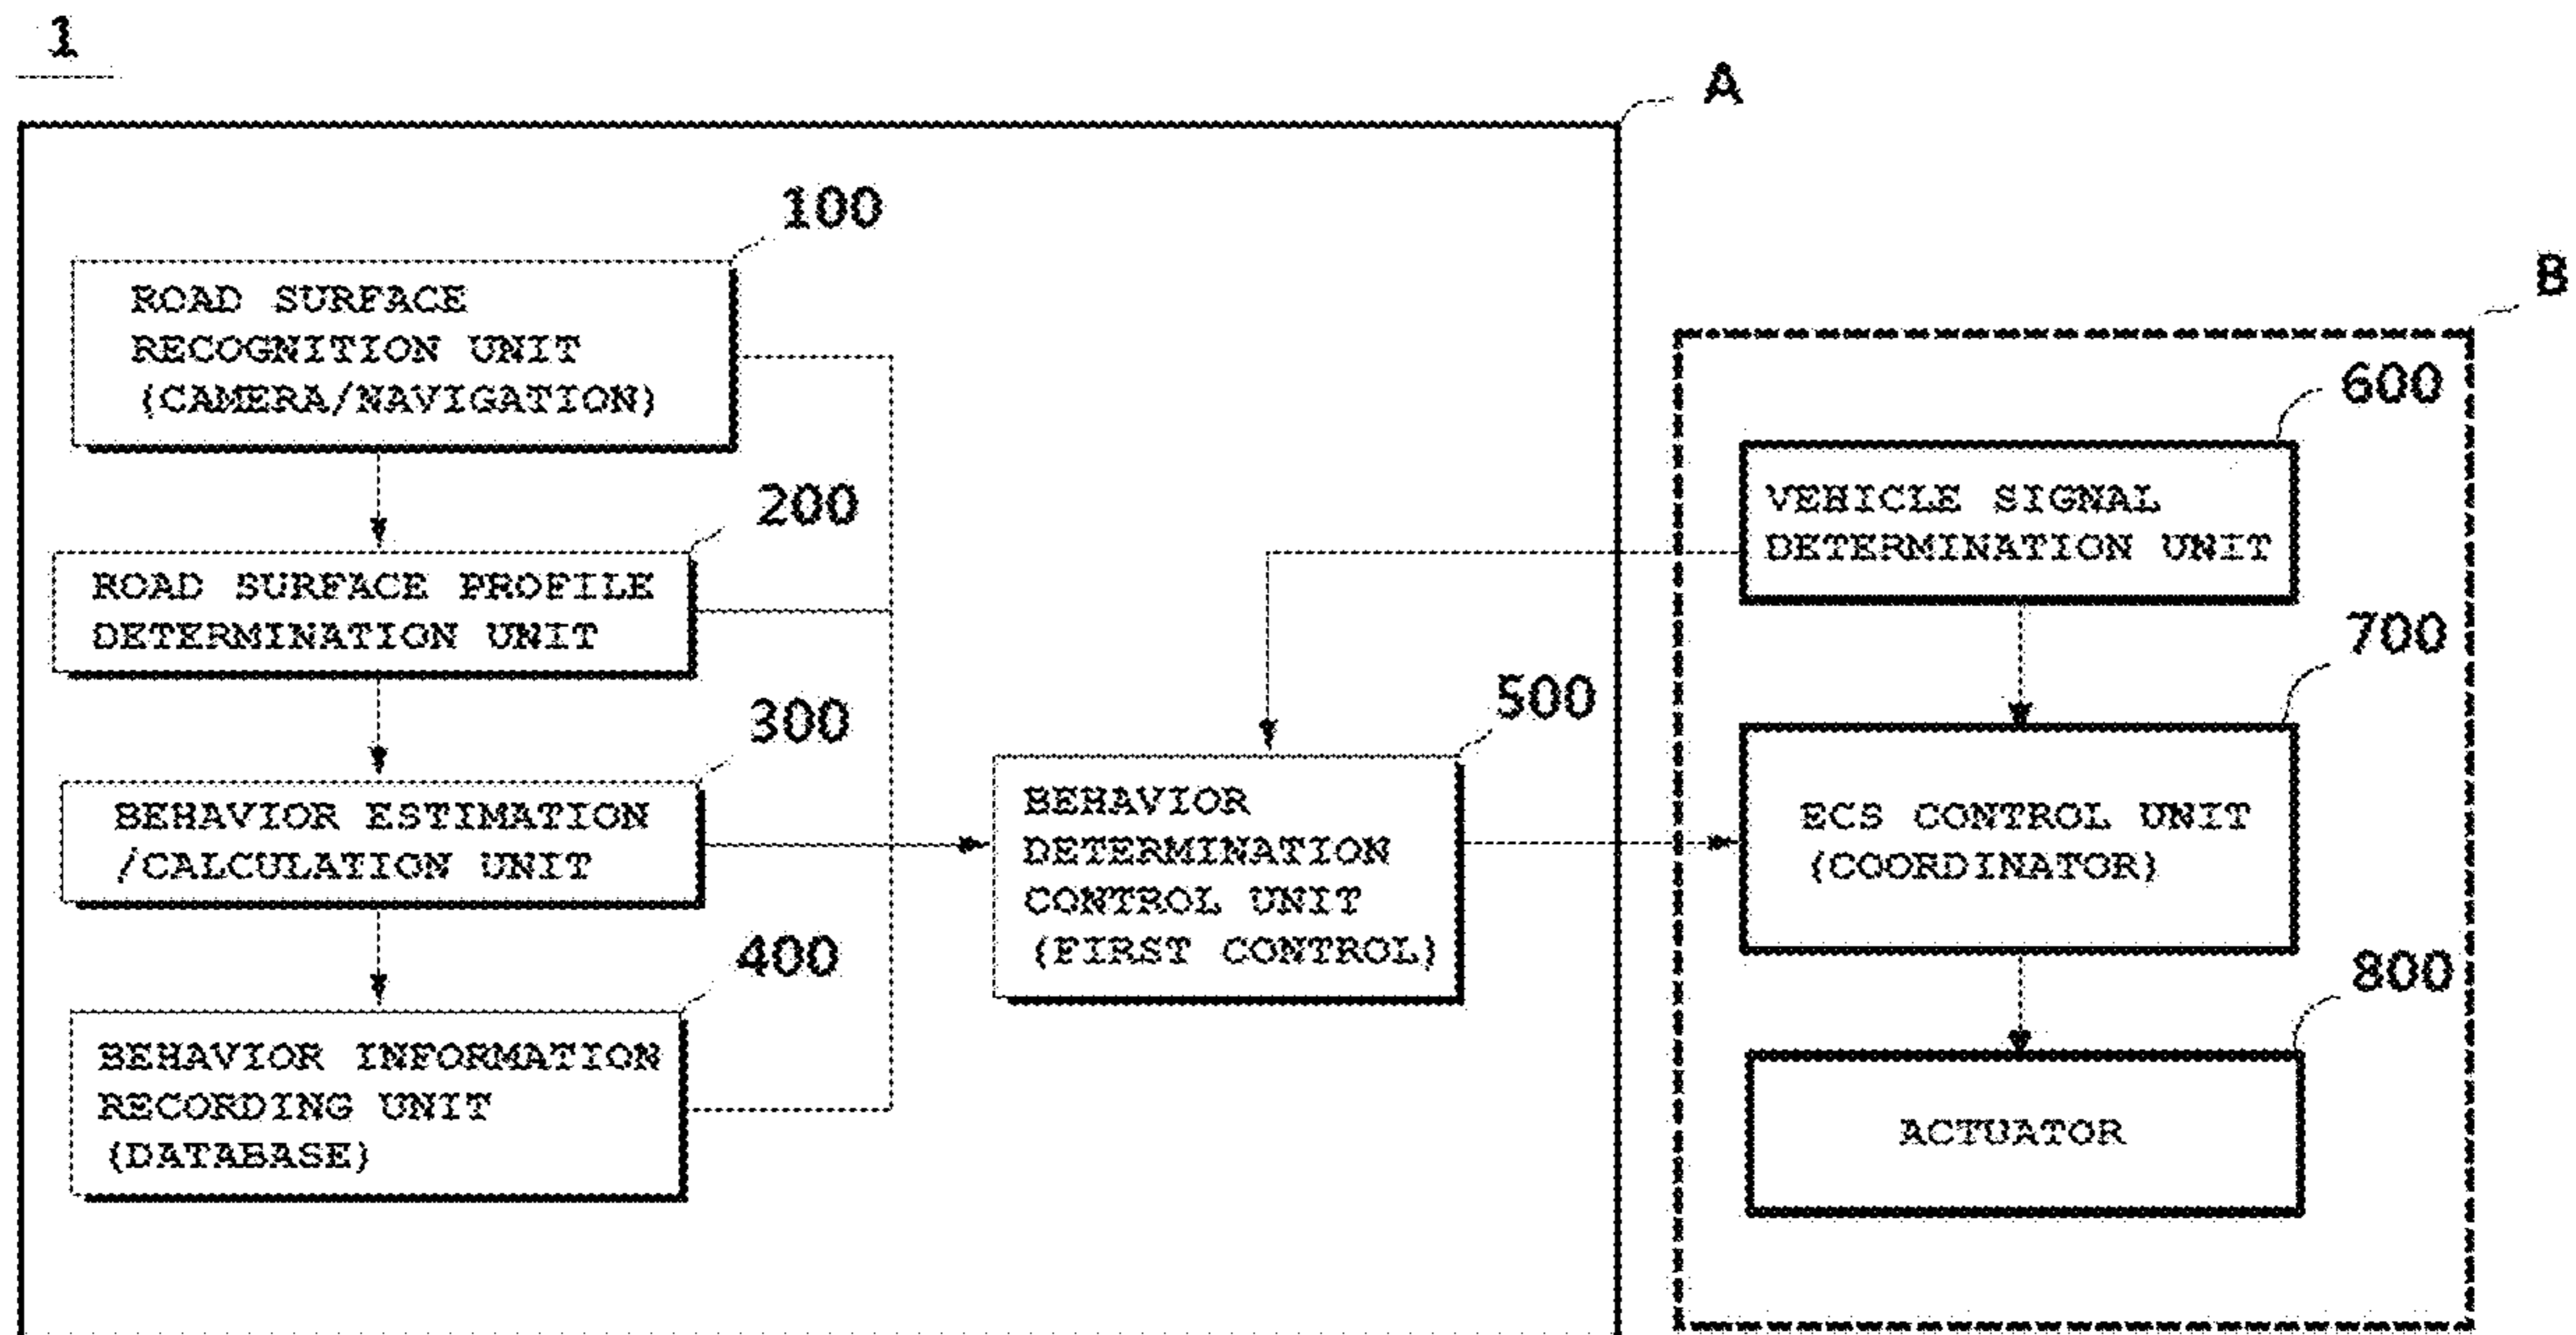 1
A
100
ROAD SURFACE
RECOGNITION UNIT
(CAMERA/NAVIGATION)
200
ROAD SURFACE PROFILE
DETERMINATION UNIT
300
BEHAVIOR ESTIMATION
/CALCULATION UNIT
400
BEHAVIOR INFORMATION
RECORDING UNIT
(DATABASE)
500
BEHAVIOR
DETERMINATION
CONTROL UNIT
(FIRST CONTROL)
B
600
VEHICLE SIGNAL
DETERMINATION UNIT
700
ECS CONTROL UNIT
(COORDINATOR)
800
ACTUATOR